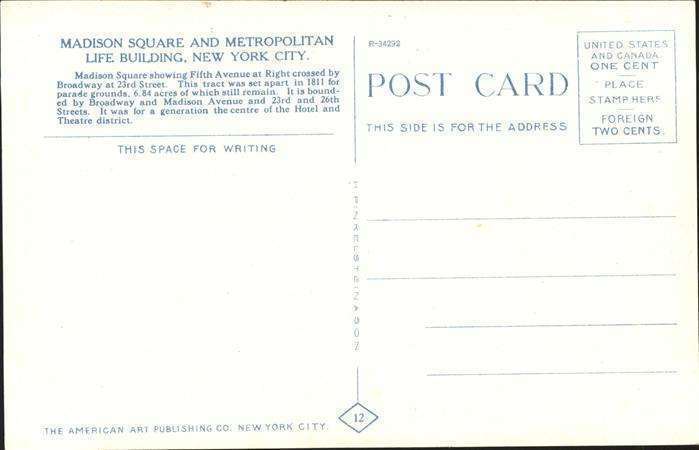 MADISON SQUARE AND METROPOLITAN
LIFE BUILDING, NEW YORK CITY.
Madison Square showing Fifth Avenue at Right crossed by
Broadway at 23rd Street. This tract was set apart in 1811 for
parade grounds, 6.84 acres of which still remain. It is bound-
ed by Broadway and Madison Avenue and 23rd and 26th
Streets. It was for a generation the centre of the Hotel and
Theatre district.
THIS SPACE FOR WRITING
THE AMERICAN ART PUBLISHING CO. NEW YORK CITY.
12
R-34292
POST CARD
THIS SIDE IS FOR THE ADDRESS
UNITED STATES
AND CANADA
ONE CENT
PLACE
STAMP HERE
FOREIGN
TWO CENTS.